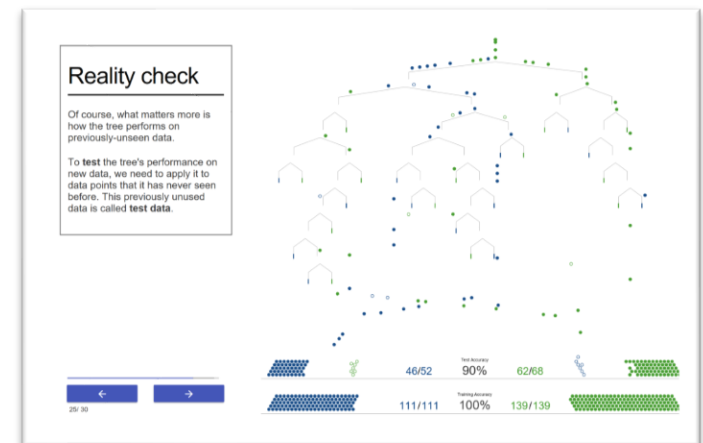 Reality check
Of course, what matters more is
how the tree performs on
previously-unseen data.
To test the tree's performance on
new data, we need to apply it to
data points that it has never seen
before. This previously unused
data is called test data.
Test Accuracy
46/52 90% 62/68
Training Accuracy
111/111 100% 139/139
← →
25/ 30